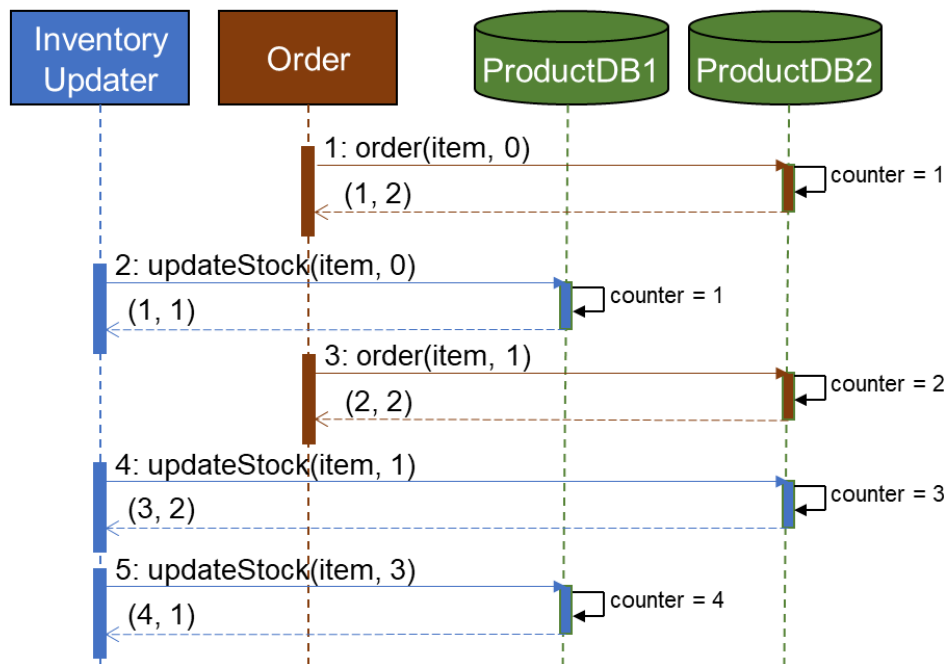 Inventory
Updater
Order
ProductDB1
ProductDB2
1: order(item, 0)
counter = 1
(1, 2)
2: updateStock(item, 0)
counter = 1
(1, 1)
3: order(item, 1)
counter = 2
(2, 2)
4: updateStock(item, 1)
counter = 3
(3, 2)
5: updateStock(item, 3)
counter = 4
(4, 1)